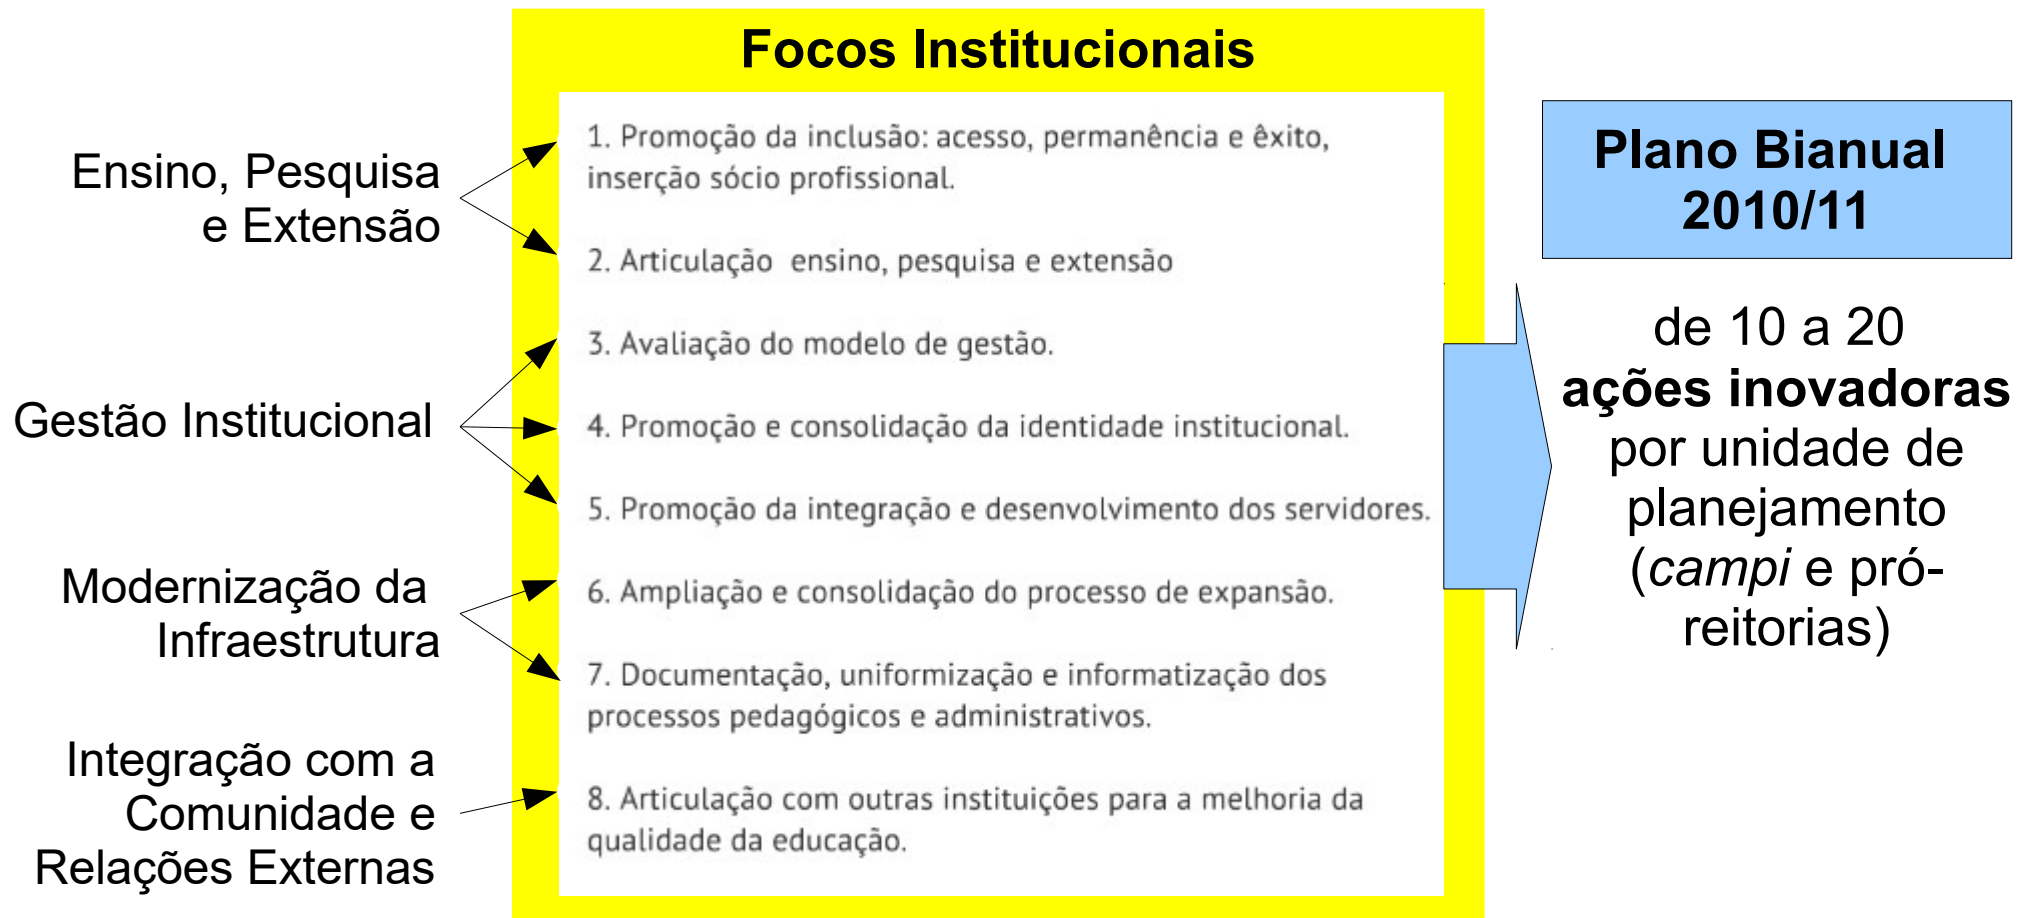 Focos Institucionais
Ensino, Pesquisa
e Extensão
Gestão Institucional
Modernização da
Infraestrutura
Integração com a
Comunidade e
Relações Externas
1. Promoção da inclusão: acesso, permanência e êxito,
inserção sócio profissional.
2. Articulação ensino, pesquisa e extensão
3. Avaliação do modelo de gestão.
4. Promoção e consolidação da identidade institucional.
5. Promoção da integração e desenvolvimento dos servidores.
6. Ampliação e consolidação do processo de expansão.
7. Documentação, uniformização e informatização dos
processos pedagógicos e administrativos.
8. Articulação com outras instituições para a melhoria da
qualidade da educação.
Plano Bianual
2010/11
de 10 a 20
ações inovadoras
por unidade de
planejamento
(campi e pró-
reitorias)